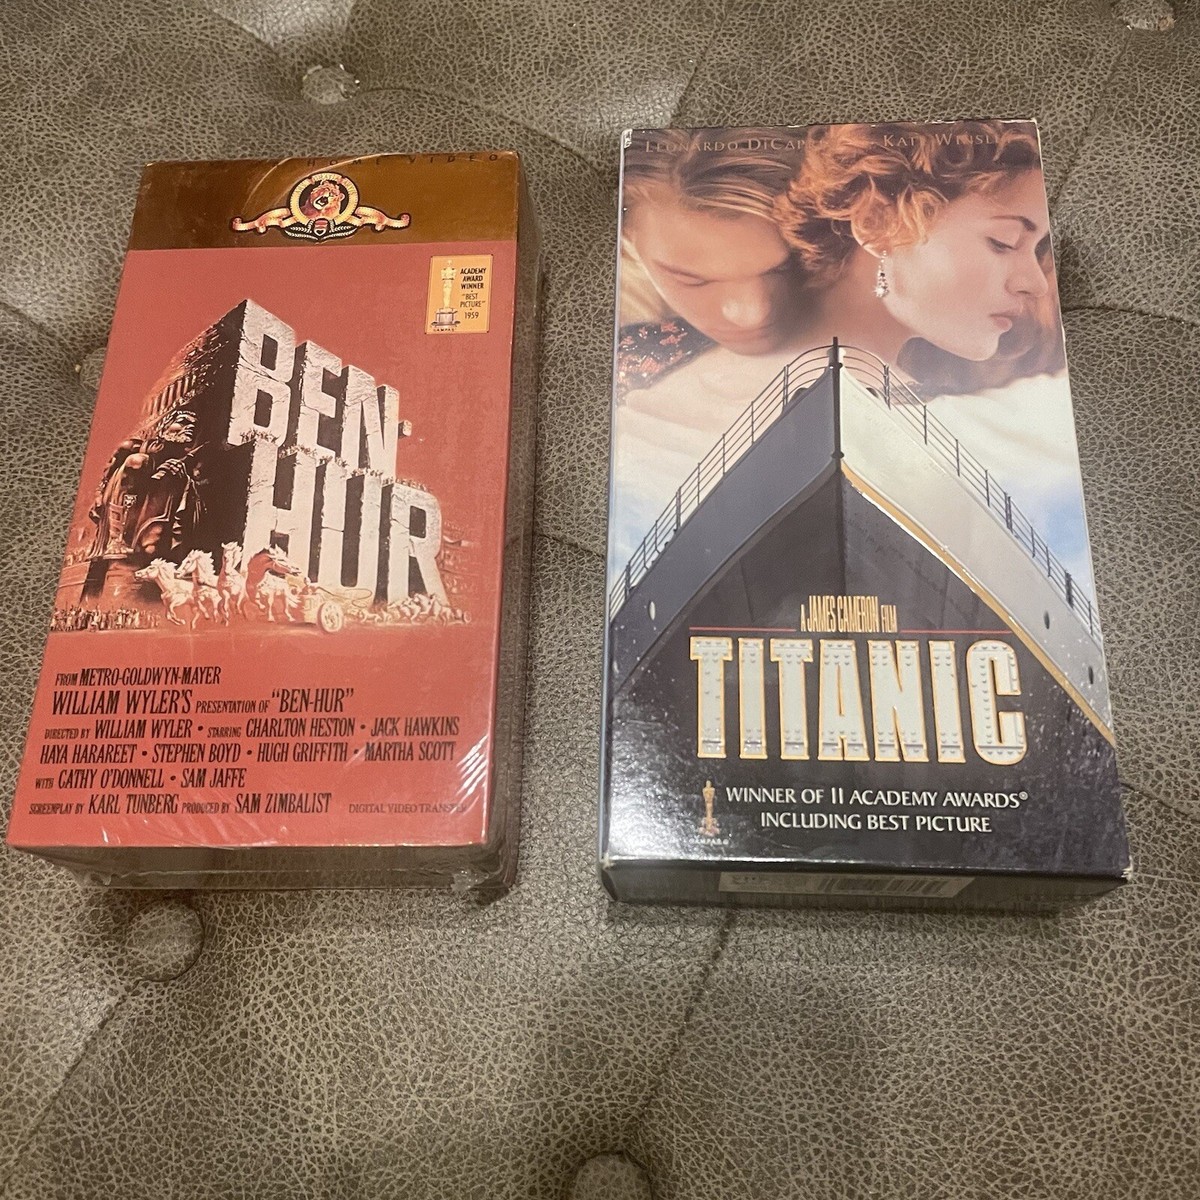 HOME VIDEO
ACADEMY
AWARD
WINNER
"BEST
PICTURE"
1959
BEN-
HUR
FROM METRO-GOLDWYN-MAYER
WILLIAM WYLER'S PRESENTATION OF "BEN-HUR"
DIRECTED BY WILLIAM WYLER • STARRING CHARLTON HESTON • JACK HAWKINS
HAYA HARAREET • STEPHEN BOYD • HUGH GRIFFITH • MARTHA SCOTT
WITH CATHY O'DONNELL • SAM JAFFE
SCREENPLAY BY KARL TUNBERG PRODUCED BY SAM ZIMBALIST
DIGITAL VIDEO TRANSFER
LEONARDO DICAPRIO KATE WINSLET
A JAMES CAMERON FILM
TITANIC
WINNER OF 11 ACADEMY AWARDS®
INCLUDING BEST PICTURE
©A.M.P.A.S.®